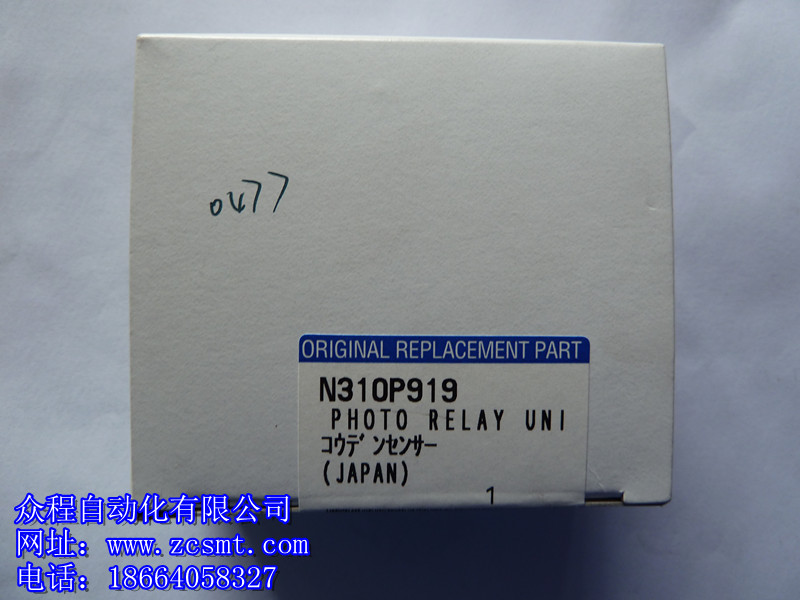 0477
ORIGINAL REPLACEMENT PART
N310P919
PHOTO RELAY UNI
コウデンセンサー
(JAPAN)
1
众程自动化有限公司
网址：www.zcsmt.com
电话：18664058327